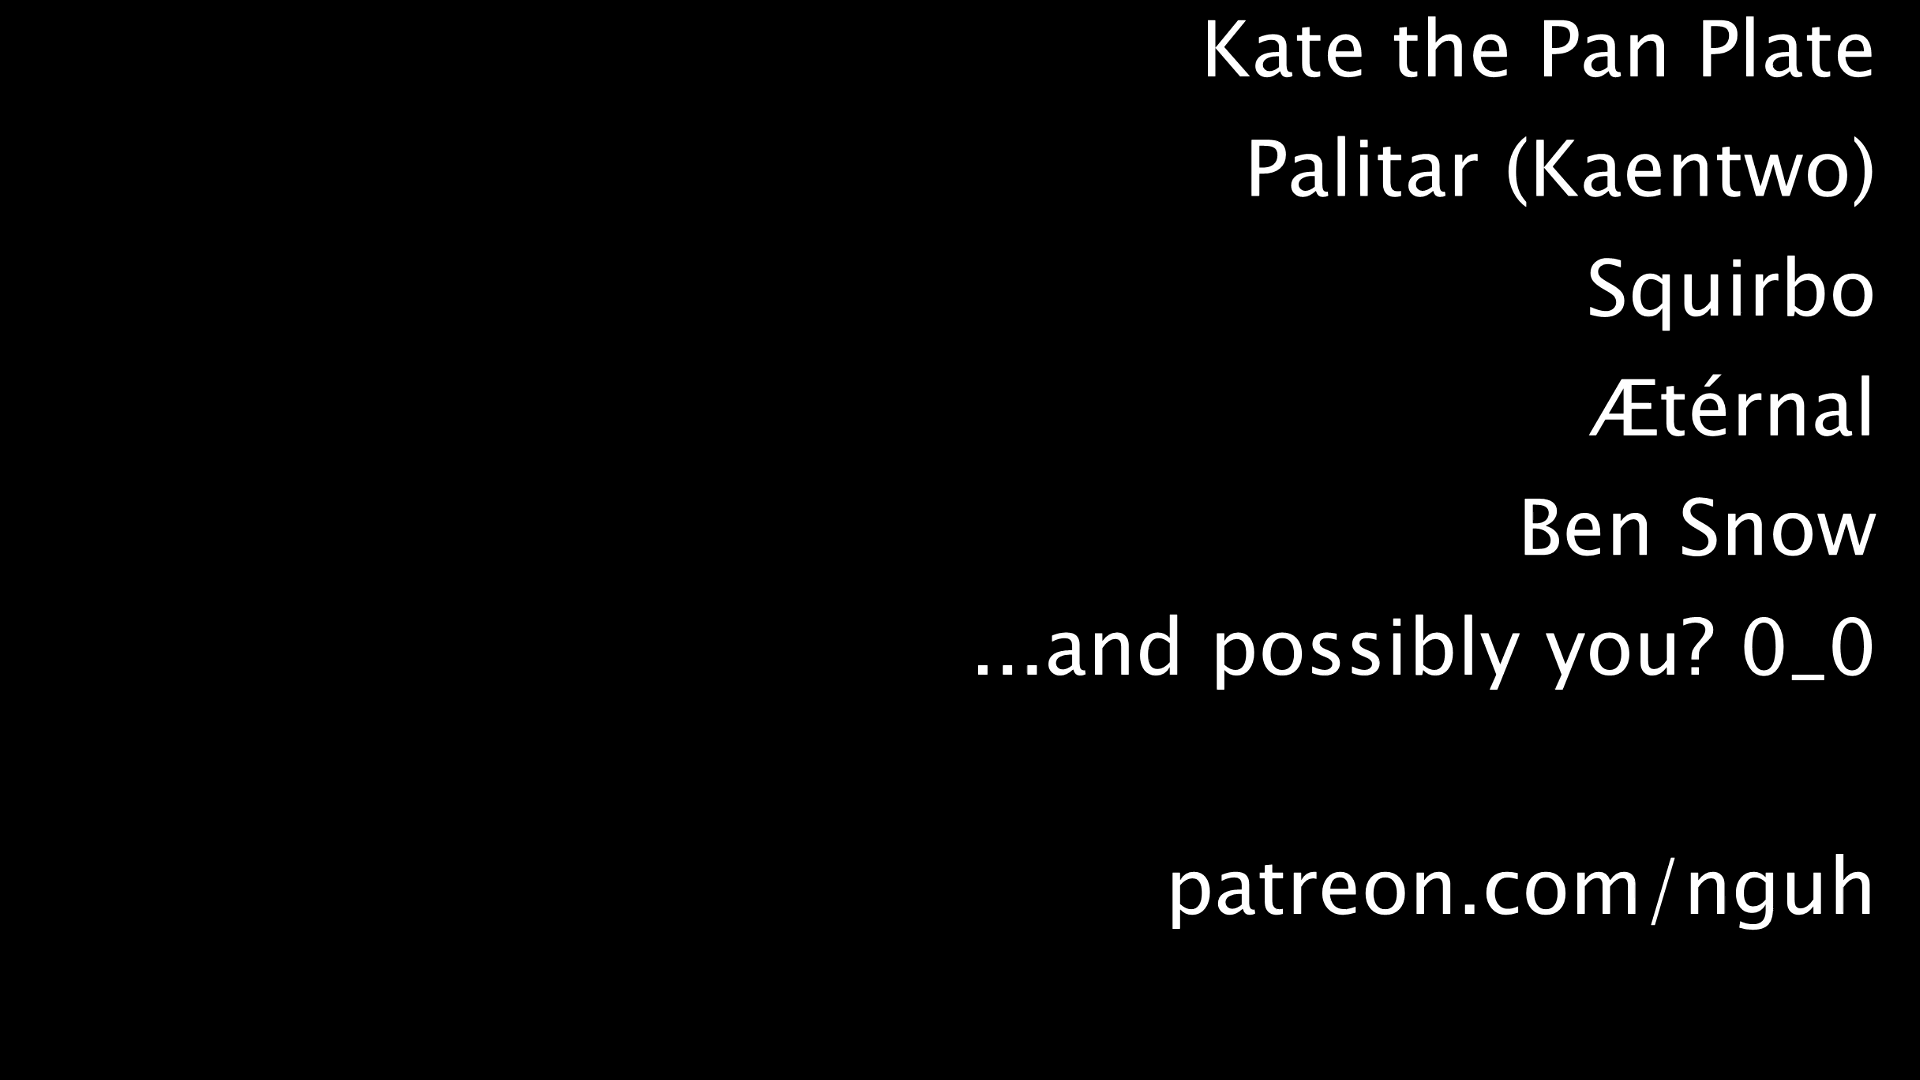 Kate the Pan Plate
Palitar (Kaentwo)
Squirbo
Ætérnal
Ben Snow
...and possibly you? 0_0
patreon.com/nguh